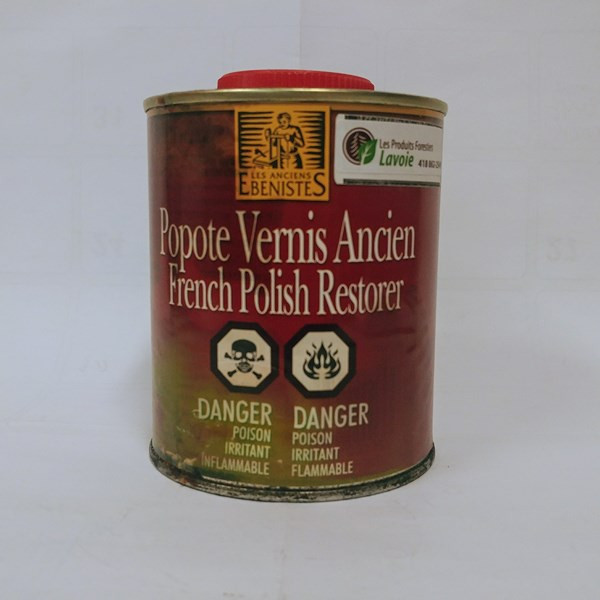 LES ANCIENS
EBENISTES
Les Produits Forestiers
Lavoie
Popote Vernis Ancien
French Polish Restorer
DANGER
POISON
IRRITANT
INFLAMMABLE
DANGER
POISON
IRRITANT
FLAMMABLE